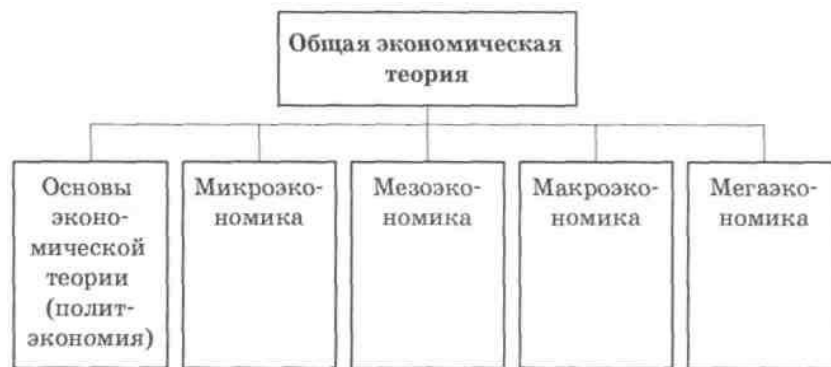 Общая экономическая
теория
Основы
эконо-
мической
теории
(полит-
экономия)
Микроэко-
номика
Мезоэко-
номика
Макроэко-
номика
Мегаэко-
номика